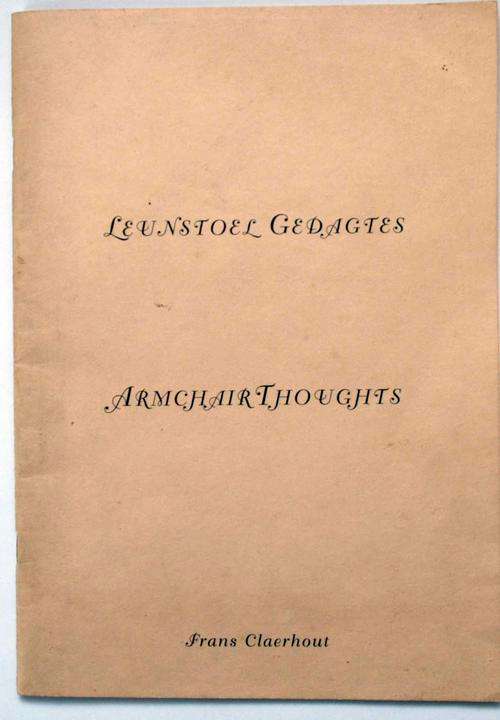 LEUNSTOEL GEDAGTES
ARMCHAIR THOUGHTS
Frans Claerhout